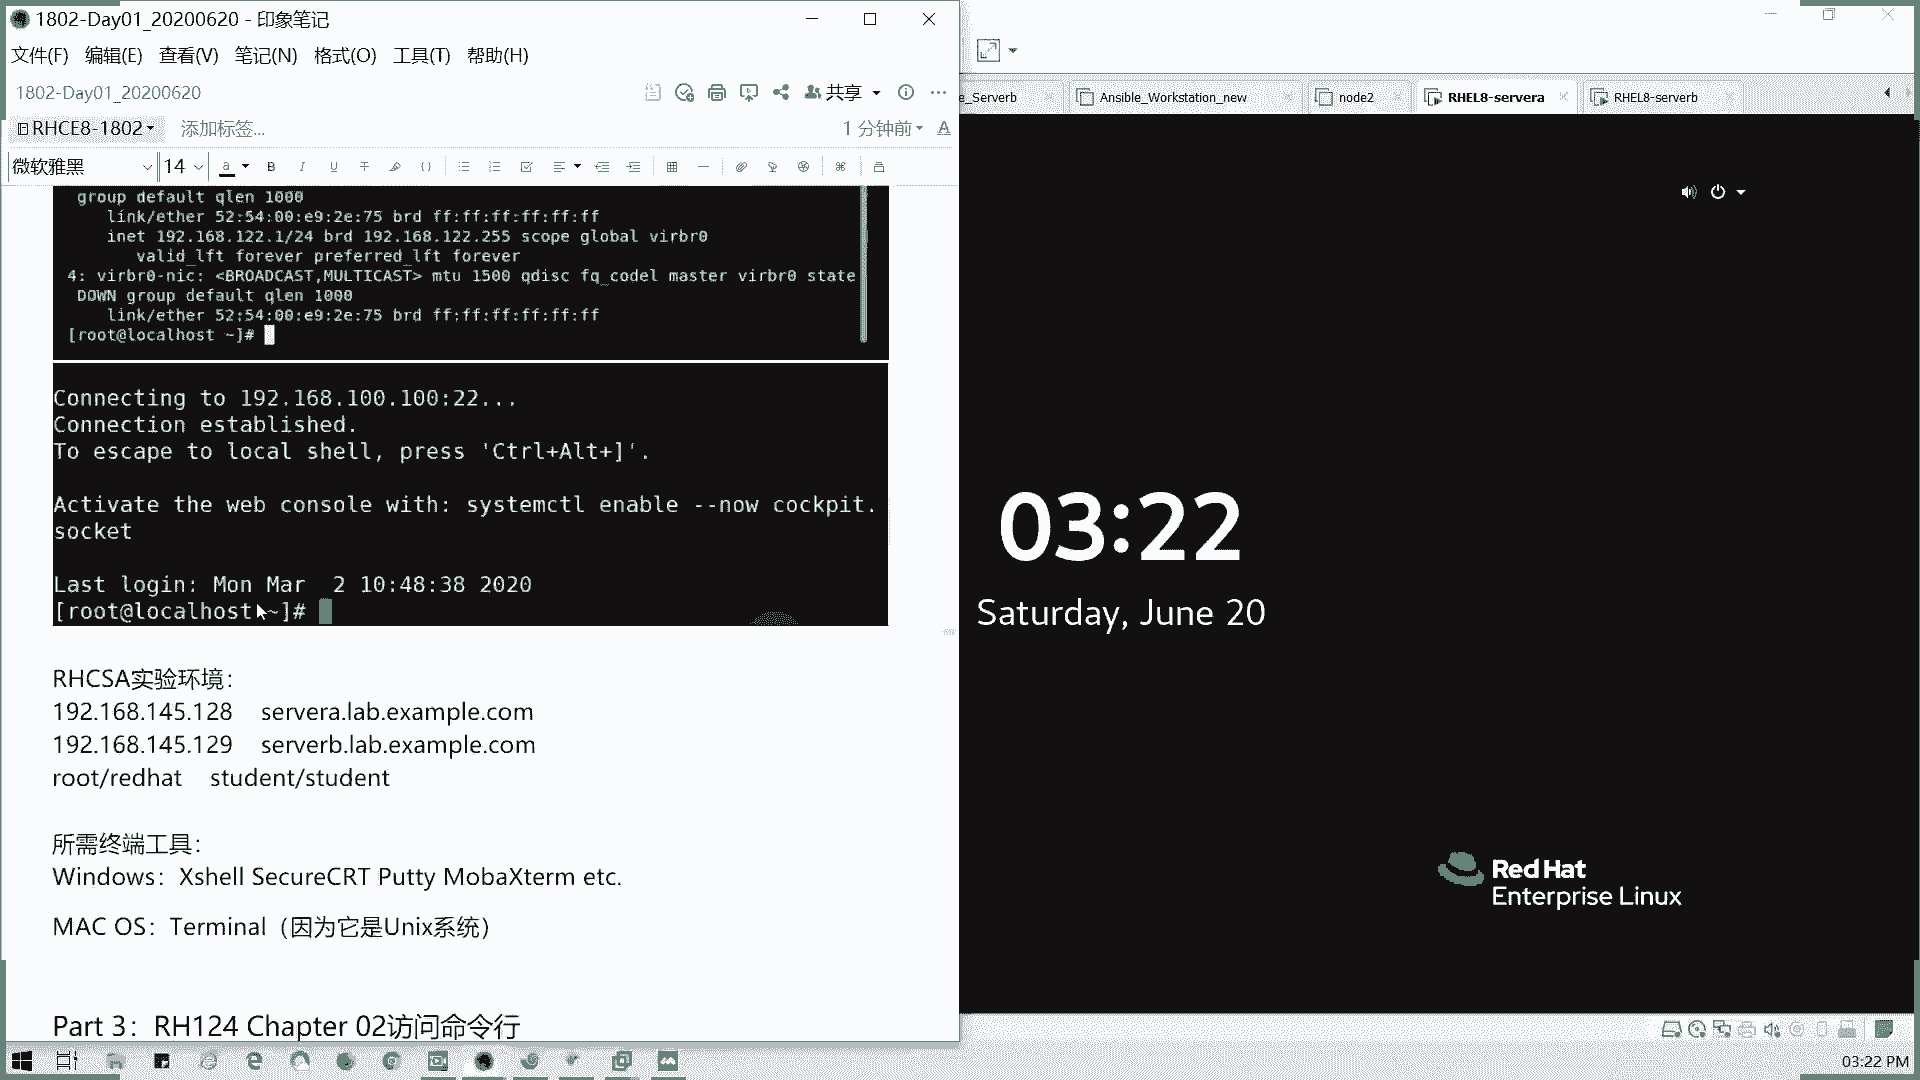 1802-Day01_20200620 - 印象笔记
文件(F) 编辑(E) 查看(V) 笔记(N) 格式(O) 工具(T) 帮助(H)
1802-Day01_20200620
共享
RHCE8-1802
添加标签...
1 分钟前
微软雅黑 14
group default qlen 1000
link/ether 52:54:00:e9:2e:75 brd ff:ff:ff:ff:ff:ff
inet 192.168.122.1/24 brd 192.168.122.255 scope global virbr0
valid_lft forever preferred_lft forever
4: virbr0-nic: <BROADCAST,MULTICAST> mtu 1500 qdisc fq_codel master virbr0 state
DOWN group default qlen 1000
link/ether 52:54:00:e9:2e:75 brd ff:ff:ff:ff:ff:ff
[root@localhost ~]#
Connecting to 192.168.100.100:22...
Connection established.
To escape to local shell, press 'Ctrl+Alt+]'.
Activate the web console with: systemctl enable --now cockpit.
socket
Last login: Mon Mar  2 10:48:38 2020
[root@localhost ~]#
RHCSA实验环境：
192.168.145.128 servera.lab.example.com
192.168.145.129 serverb.lab.example.com
root/redhat student/student
所需终端工具：
Windows：Xshell SecureCRT Putty MobaXterm etc.
MAC OS：Terminal（因为它是Unix系统）
Part 3：RH124 Chapter 02访问命令行
e_Serverb
Ansible_Workstation_new
node2
RHEL8-servera
RHEL8-serverb
03:22
Saturday, June 20
Red Hat
Enterprise Linux
03:22 PM